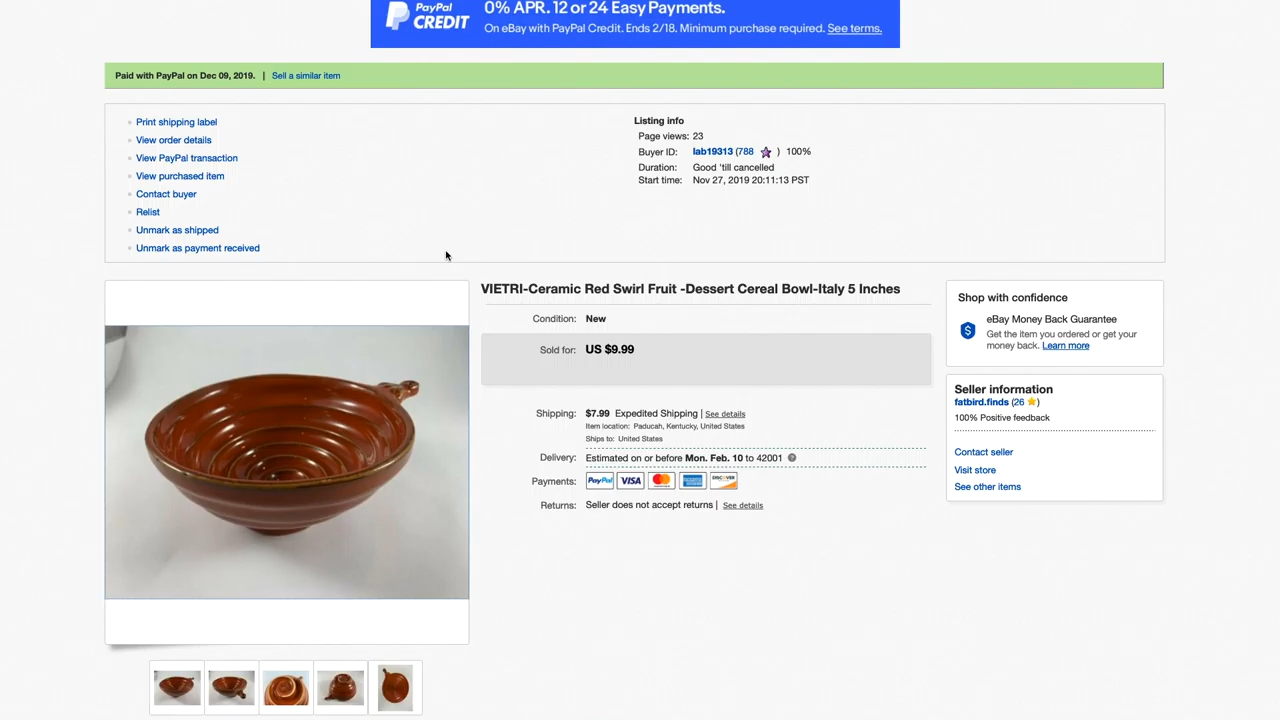 PayPal CREDIT
0% APR. 12 or 24 Easy Payments.
On eBay with PayPal Credit. Ends 2/18. Minimum purchase required. See terms.
Paid with PayPal on Dec 09, 2019. | Sell a similar item
Print shipping label
View order details
View PayPal transaction
View purchased item
Contact buyer
Relist
Unmark as shipped
Unmark as payment received
Listing info
Page views: 23
Buyer ID: lab19313 (788 ) 100%
Duration: Good 'till cancelled
Start time: Nov 27, 2019 20:11:13 PST
VIETRI-Ceramic Red Swirl Fruit -Dessert Cereal Bowl-Italy 5 Inches
Condition: New
Sold for: US $9.99
Shipping: $7.99 Expedited Shipping | See details
Item location: Paducah, Kentucky, United States
Ships to: United States
Delivery: Estimated on or before Mon. Feb. 10 to 42001 ?
Payments: PayPal VISA MasterCard AMERICAN EXPRESS DISCOVER
Returns: Seller does not accept returns | See details
Shop with confidence
eBay Money Back Guarantee
Get the item you ordered or get your
money back. Learn more
Seller information
fatbird.finds (26 )
100% Positive feedback
Contact seller
Visit store
See other items